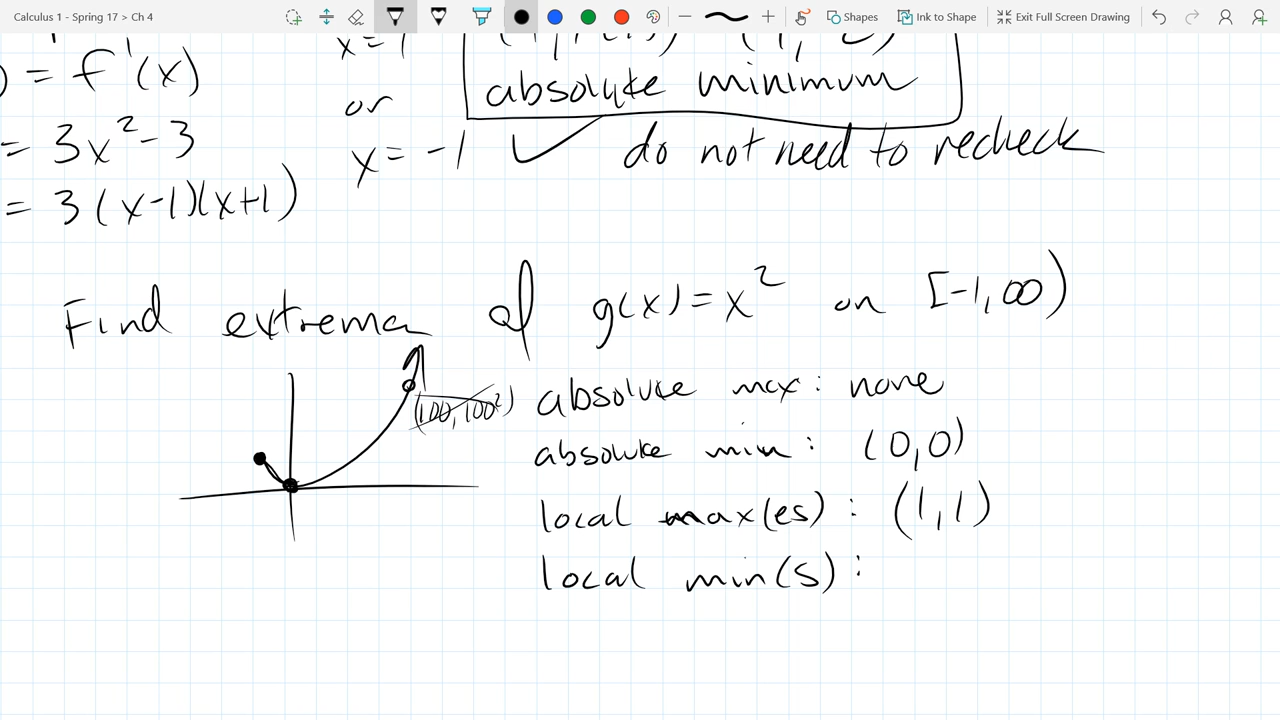 Calculus 1 - Spring 17 > Ch 4
Shapes
Ink to Shape
Exit Full Screen Drawing
) = f'(x)
= 3x² - 3
= 3(x-1)(x+1)
x = 1
or
x = -1 ✓ do not need to recheck
absolute minimum
Find extrema of g(x) = x² on [-1, ∞)
(100, 100²)
absolute max : none
absolute min : (0,0)
local max(es) : (1,1)
local min(s) :